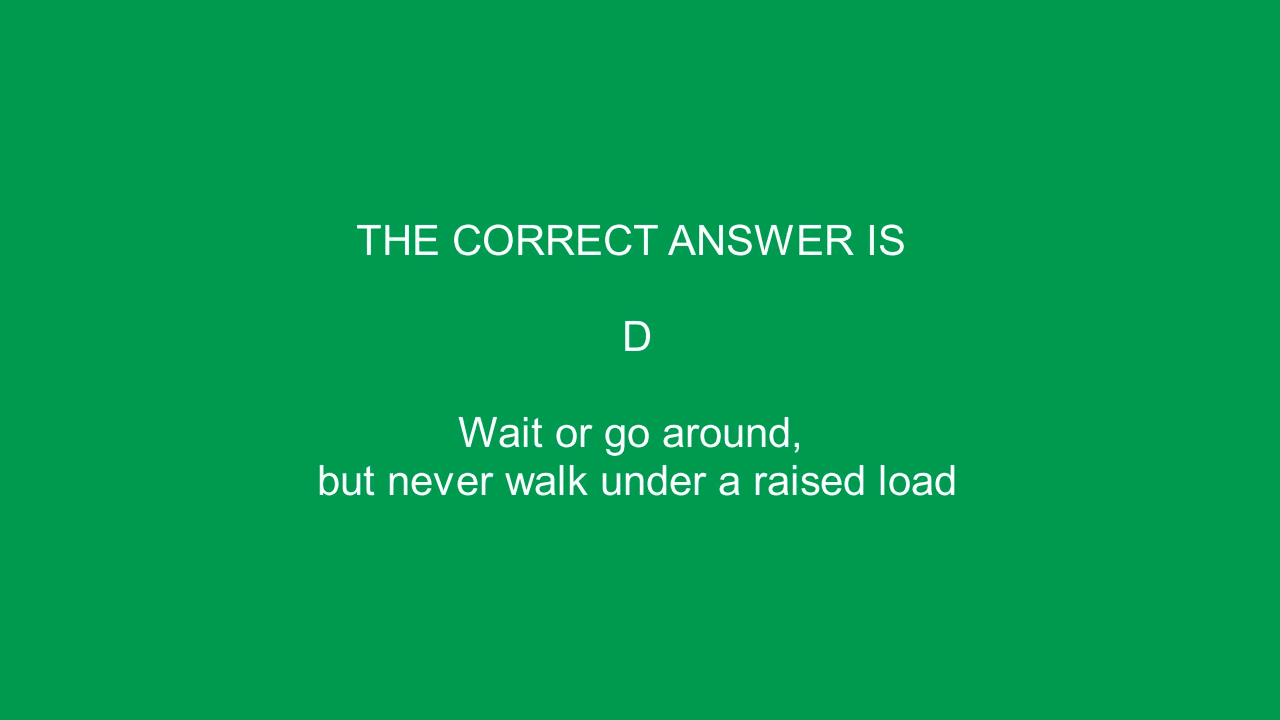 THE CORRECT ANSWER IS
D
Wait or go around,
but never walk under a raised load